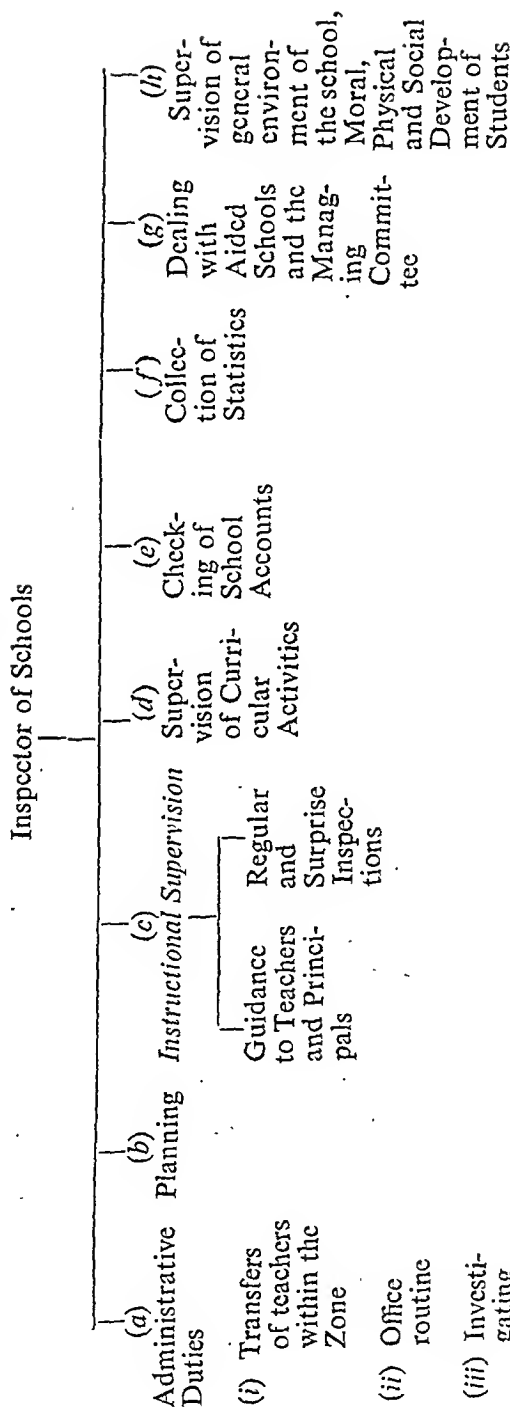 Inspector of Schools
(a)
Administrative
Duties
(i) Transfers
of teachers
within the
Zone
(ii) Office
routine
(iii) Investi-
gating
(b)
Planning
(c)
Instructional Supervision
Guidance
to Teachers
and Princi-
pals
Regular
and
Surprise
Inspec-
tions
(d)
Super-
vision
of Curri-
cular
Activities
(e)
Check-
ing of
School
Accounts
(f)
Collec-
tion of
Statistics
(g)
Dealing
with
Aided
Schools
and the
Manag-
ing
Commit-
tee
(h)
Super-
vision of
general
environ-
ment of
the school,
Moral,
Physical
and Social
Develop-
ment of
Students